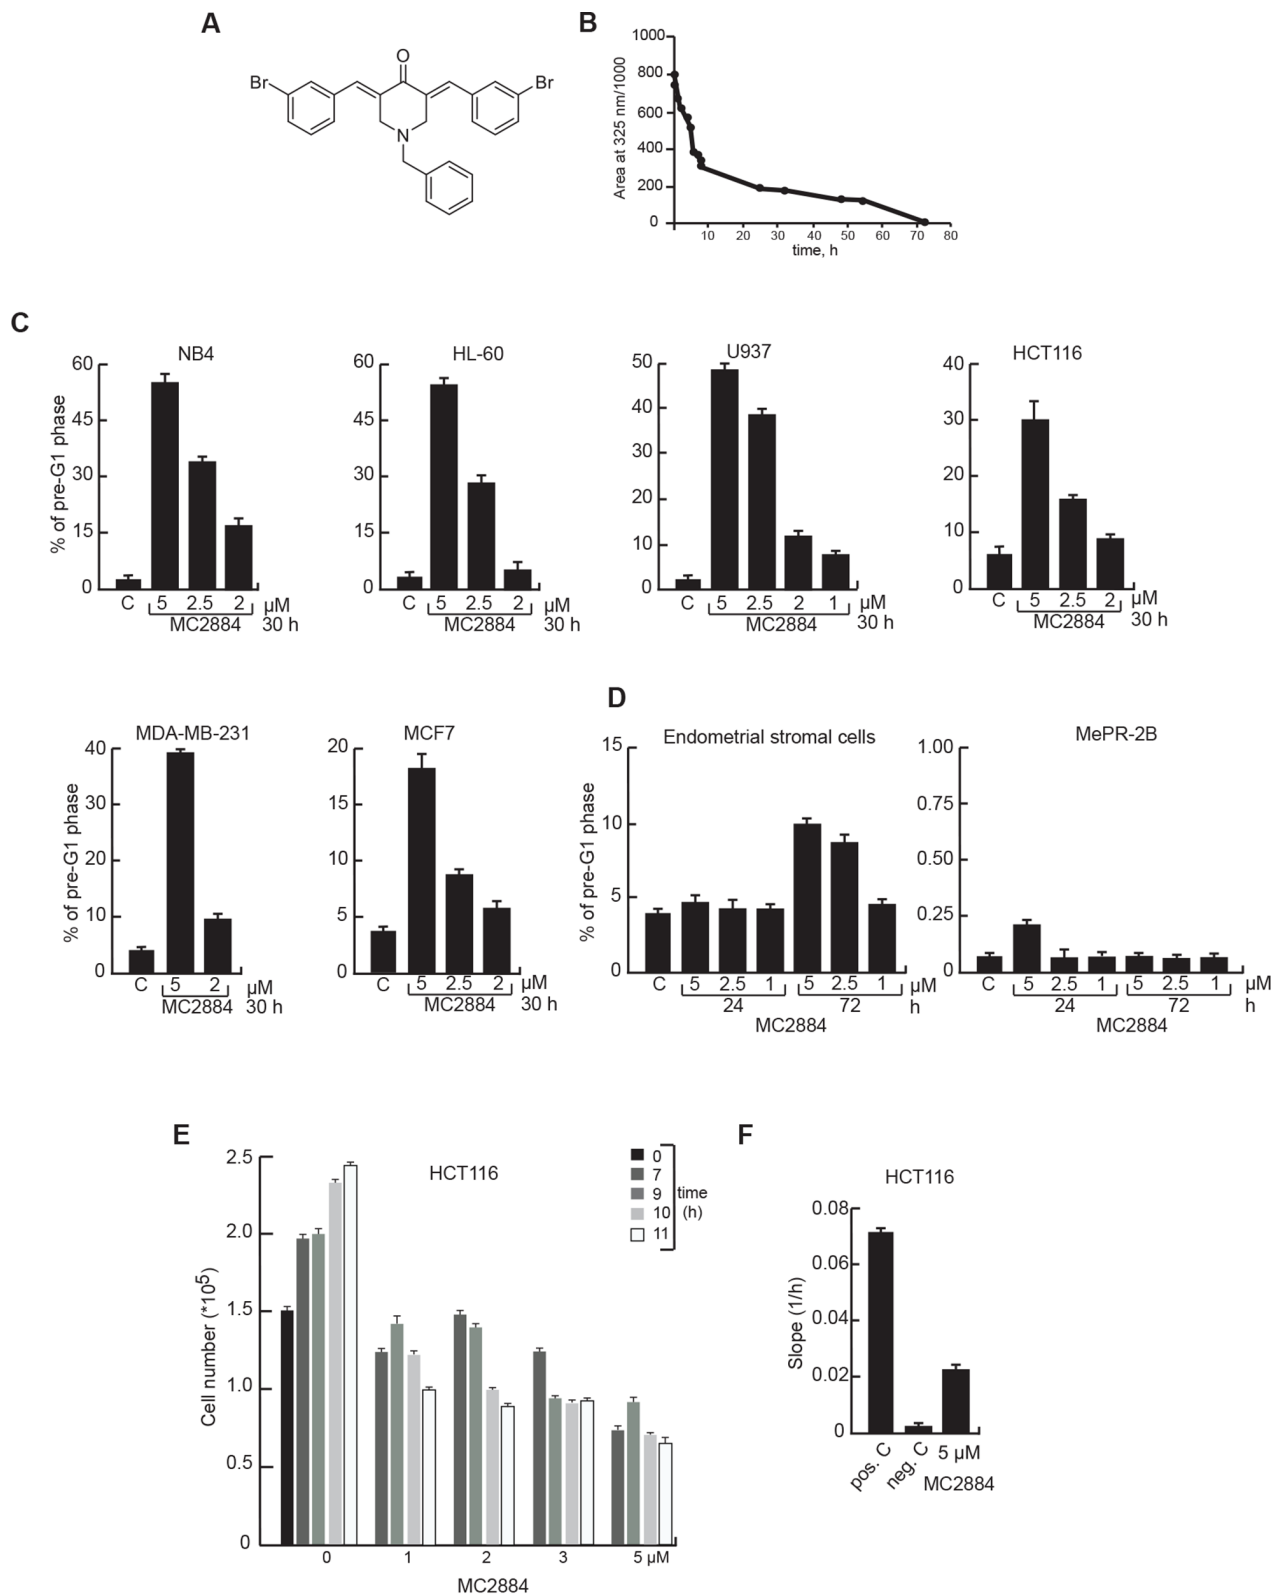 A
O
Br
Br
N
B
1000
800
600
400
200
0
Area at 325 nm/1000
10 20 30 40 50 60 70 80
time, h
C
NB4
60
45
30
15
0
% of pre-G1 phase
C 5 2.5 2 µM
MC2884 30 h
HL-60
60
45
30
15
0
C 5 2.5 2 µM
MC2884 30 h
U937
50
40
30
20
10
0
C 5 2.5 2 1 µM
MC2884 30 h
HCT116
40
30
20
10
0
C 5 2.5 2 µM
MC2884 30 h
MDA-MB-231
40
30
20
10
0
% of pre-G1 phase
C 5 2 µM
MC2884 30 h
MCF7
20
15
10
5
0
C 5 2.5 2 µM
MC2884 30 h
D
Endometrial stromal cells
15
10
5
0
% of pre-G1 phase
C 5 2.5 1 5 2.5 1 µM
24 72 h
MC2884
MePR-2B
1.00
0.75
0.50
0.25
0
C 5 2.5 1 5 2.5 1 µM
24 72 h
MC2884
E
HCT116
0
7
9
10
11
time
(h)
2.5
2.0
1.5
1.0
0.5
0
Cell number (*10⁵)
0 1 2 3 5 µM
MC2884
F
HCT116
0.08
0.06
0.04
0.02
0
Slope (1/h)
pos. C neg. C 5 µM
MC2884